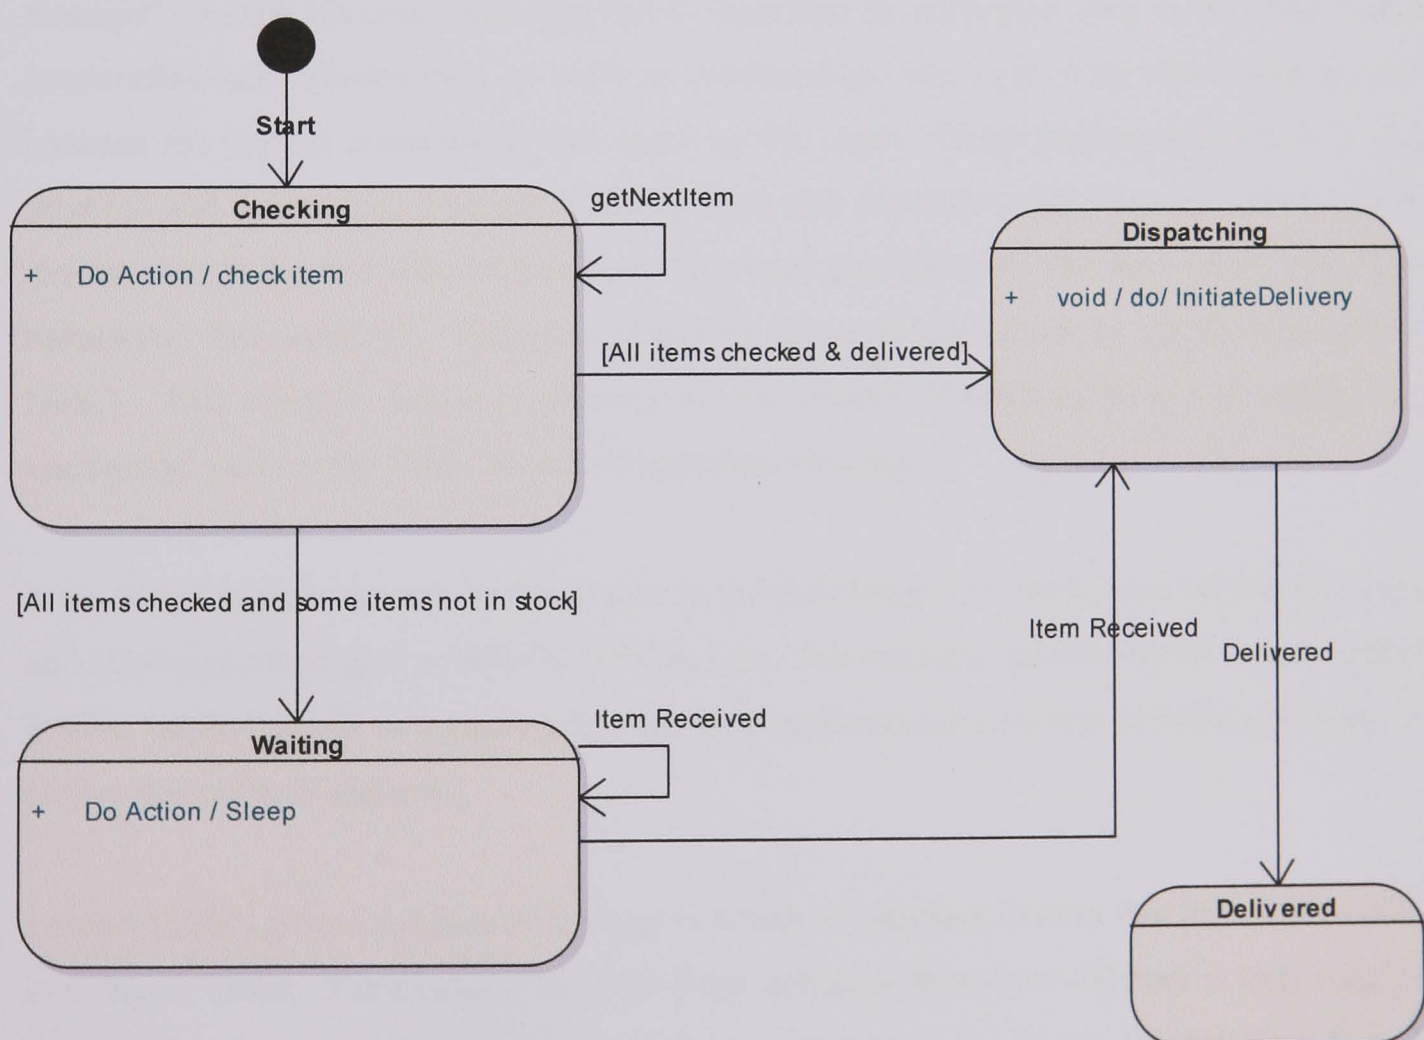 Start
Checking
+ Do Action / check item
getNextItem
Dispatching
+ void / do/ InitiateDelivery
[All items checked & delivered]
[All items checked and some items not in stock]
Item Received
Delivered
Waiting
+ Do Action / Sleep
Item Received
Delivered